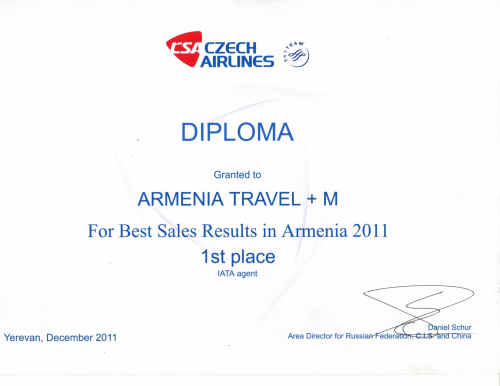 CSA CZECH
AIRLINES
SKYTEAM
DIPLOMA
Granted to
ARMENIA TRAVEL + M
For Best Sales Results in Armenia 2011
1st place
IATA agent
Daniel Schur
Area Director for Russian Federation, C.I.S. and China
Yerevan, December 2011